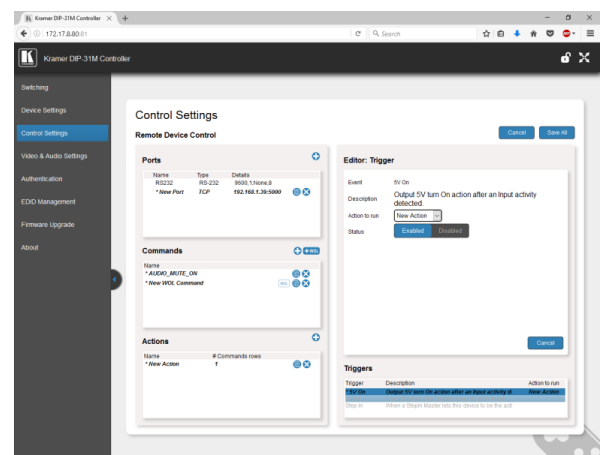 Kramer DIP-31M Controller
172.17.8.80:81
Search
Kramer DIP-31M Controller
Switching
Device Settings
Control Settings
Video & Audio Settings
Authentication
EDID Management
Firmware Upgrade
About
Control Settings
Remote Device Control
Cancel
Save All
Ports
Name Type Details
RS232 RS-232 9600,1,None,8
* New Port TCP 192.168.1.39:5000
Commands
+WOL
Name
* AUDIO_MUTE_ON
* New WOL Command
WOL
Actions
Name # Commands rows
* New Action 1
Editor: Trigger
Event 5V On
Description Output 5V turn On action after an Input activity
detected.
Action to run New Action
Status Enabled Disabled
Cancel
Triggers
Trigger Description Action to run
* 5V On Output 5V turn On action after an Input activity d New Action
Step In When a StepIn Master sets this device to be the acti